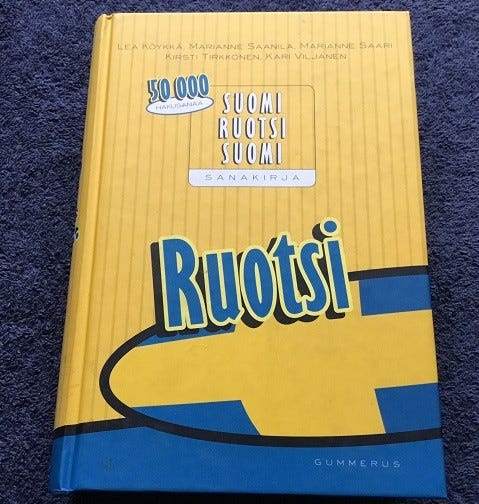 LEA KÖYKKÄ, MARIANNE SAANILA, MARIANNE SAARI
KIRSTI TIRKKONEN, KARI VILJANEN
50 000
HAKUSANAA
SUOMI
RUOTSI
SUOMI
SANAKIRJA
Ruotsi
GUMMERUS